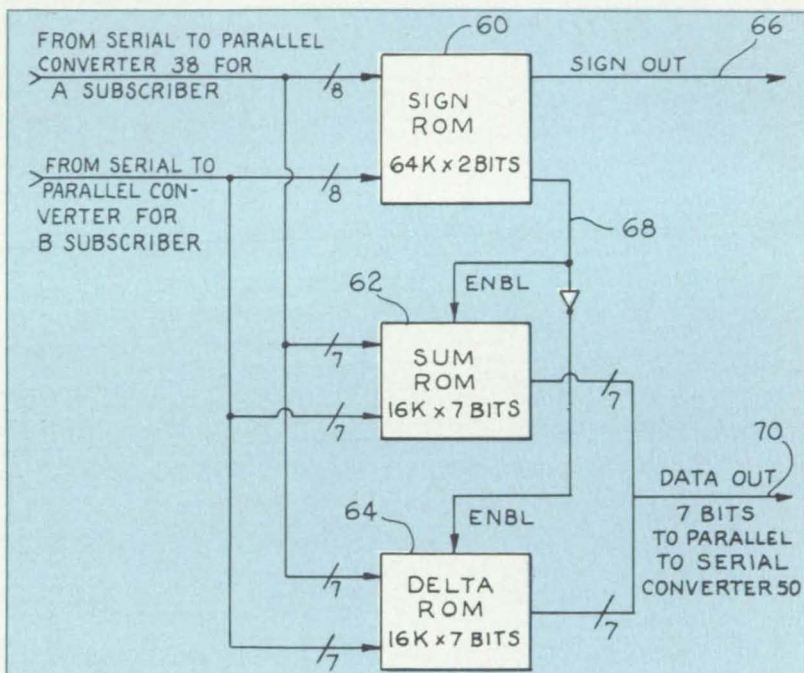 FROM SERIAL TO PARALLEL
CONVERTER 38 FOR
A SUBSCRIBER
8
FROM SERIAL TO
PARALLEL CON-
VERTER FOR
B SUBSCRIBER
8
60
SIGN
ROM
64K x 2 BITS
SIGN OUT
66
68
ENBL
62
7
7
SUM
ROM
16K x 7 BITS
7
ENBL
64
7
7
DELTA
ROM
16K x 7 BITS
7
70
DATA OUT
7 BITS
TO PARALLEL
TO SERIAL
CONVERTER 50